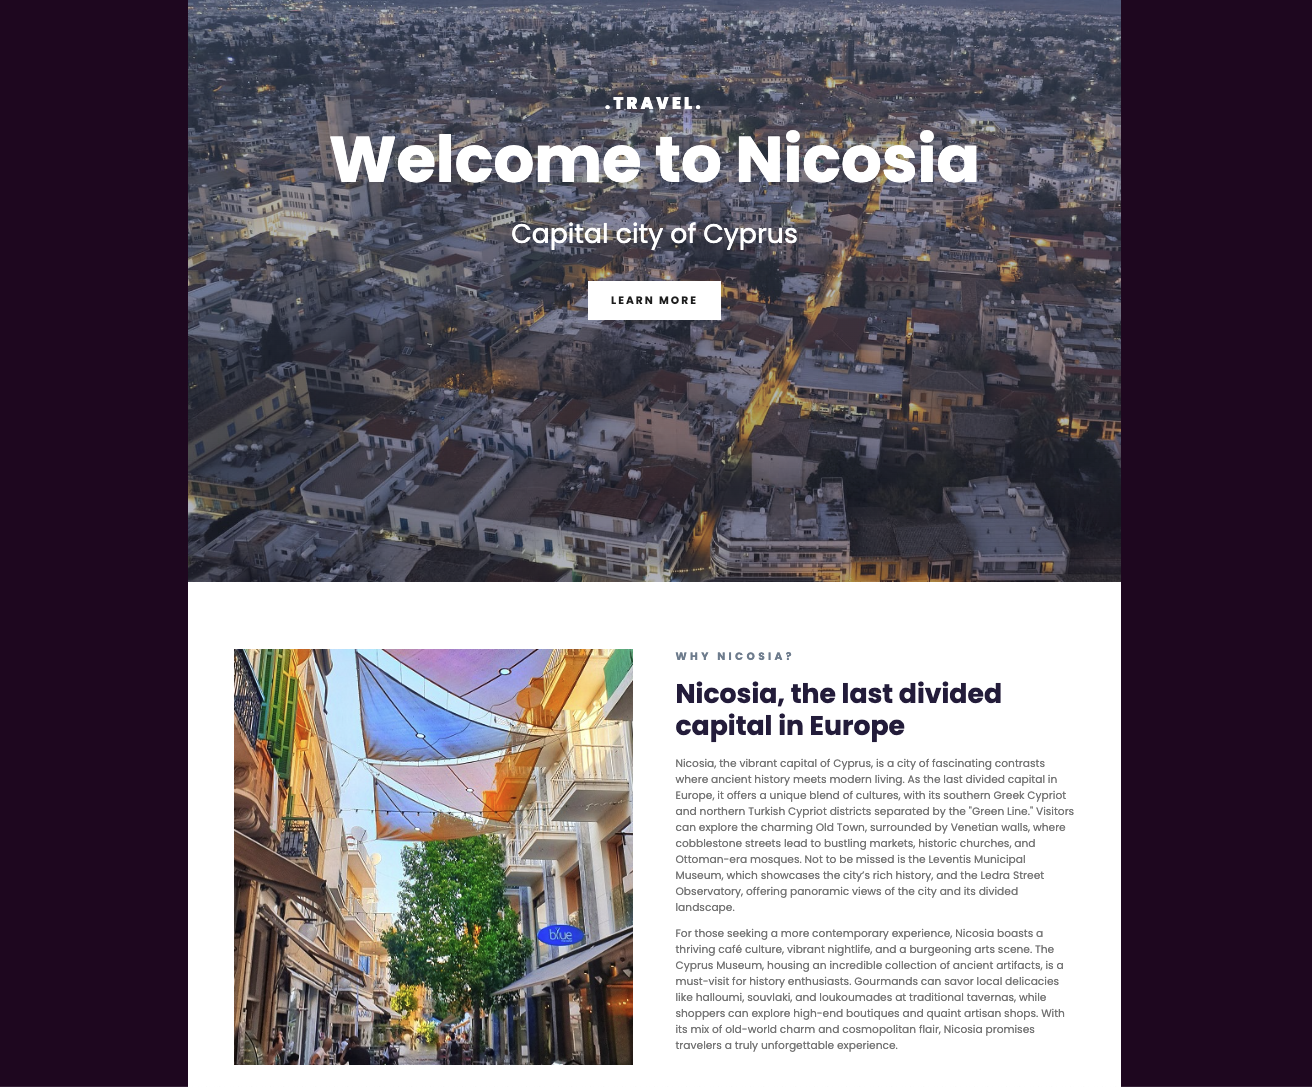 .TRAVEL.
Welcome to Nicosia
Capital city of Cyprus
LEARN MORE
WHY NICOSIA?
Nicosia, the last divided
capital in Europe
Nicosia, the vibrant capital of Cyprus, is a city of fascinating contrasts
where ancient history meets modern living. As the last divided capital in
Europe, it offers a unique blend of cultures, with its southern Greek Cypriot
and northern Turkish Cypriot districts separated by the "Green Line." Visitors
can explore the charming Old Town, surrounded by Venetian walls, where
cobblestone streets lead to bustling markets, historic churches, and
Ottoman-era mosques. Not to be missed is the Leventis Municipal
Museum, which showcases the city's rich history, and the Ledra Street
Observatory, offering panoramic views of the city and its divided
landscape.
For those seeking a more contemporary experience, Nicosia boasts a
thriving café culture, vibrant nightlife, and a burgeoning arts scene. The
Cyprus Museum, housing an incredible collection of ancient artifacts, is a
must-visit for history enthusiasts. Gourmands can savor local delicacies
like halloumi, souvlaki, and loukoumades at traditional tavernas, while
shoppers can explore high-end boutiques and quaint artisan shops. With
its mix of old-world charm and cosmopolitan flair, Nicosia promises
travelers a truly unforgettable experience.
blue